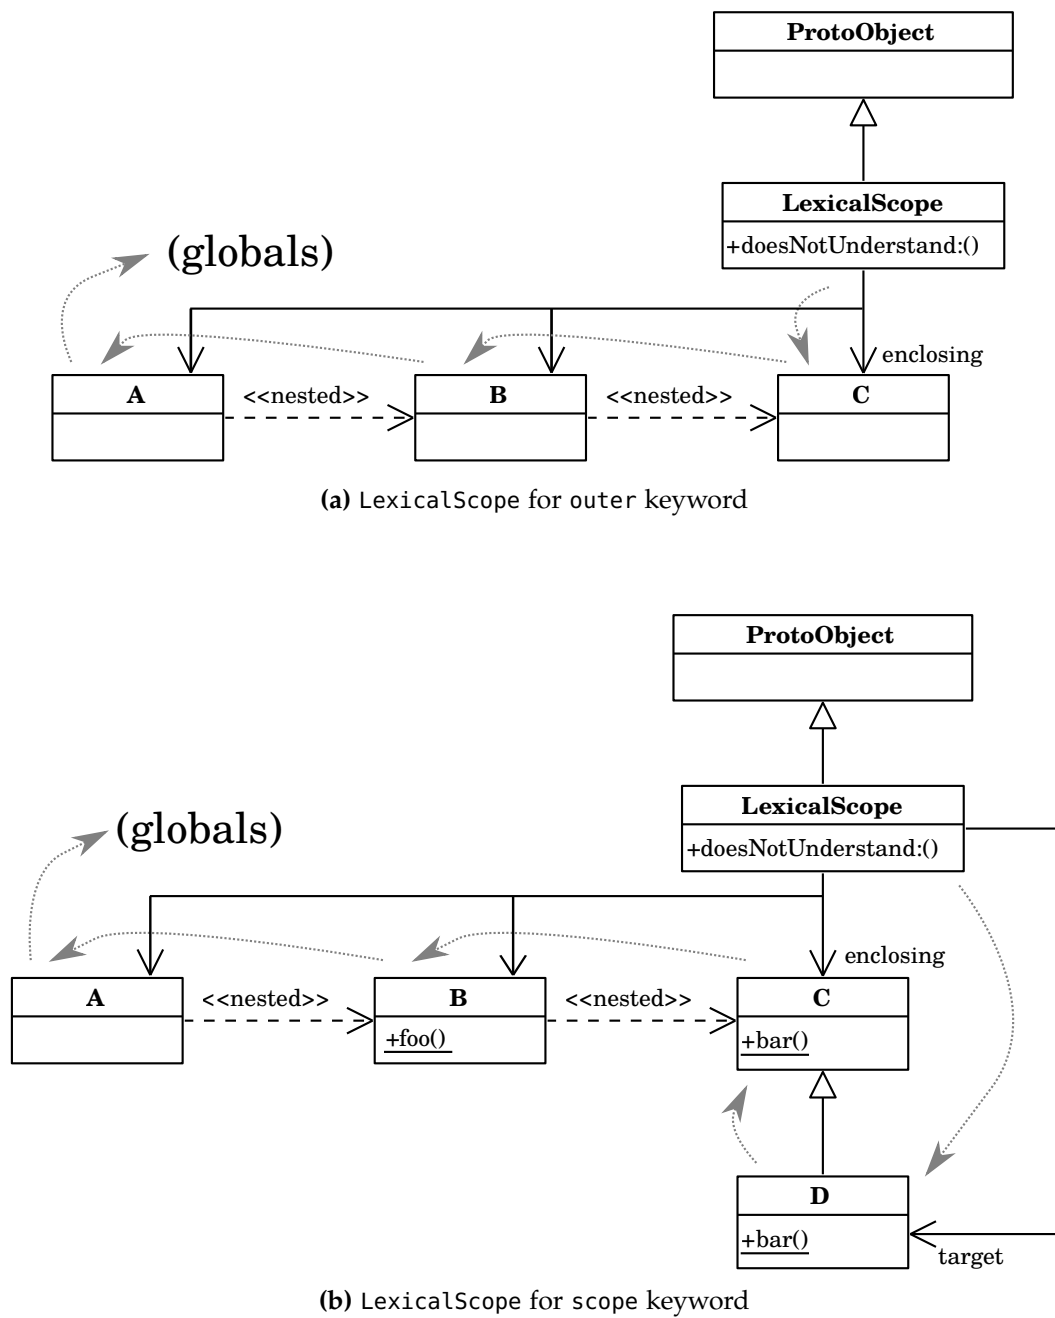 ProtoObject
LexicalScope
+doesNotUnderstand:()
(globals)
enclosing
A <<nested>> B <<nested>> C
(a) LexicalScope for outer keyword
ProtoObject
LexicalScope
+doesNotUnderstand:()
(globals)
enclosing
A <<nested>> B <<nested>> C
+foo() +bar()
D
+bar()
target
(b) LexicalScope for scope keyword